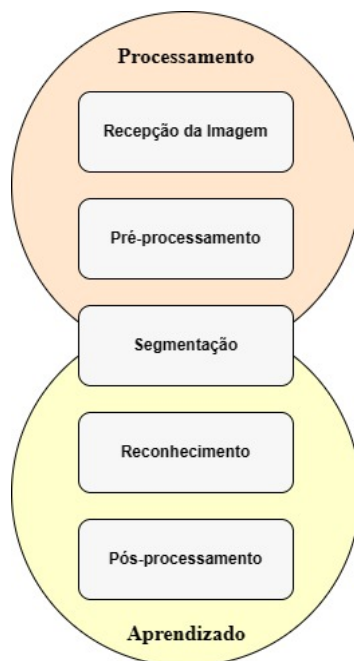 Processamento
Recepção da Imagem
Pré-processamento
Segmentação
Reconhecimento
Pós-processamento
Aprendizado